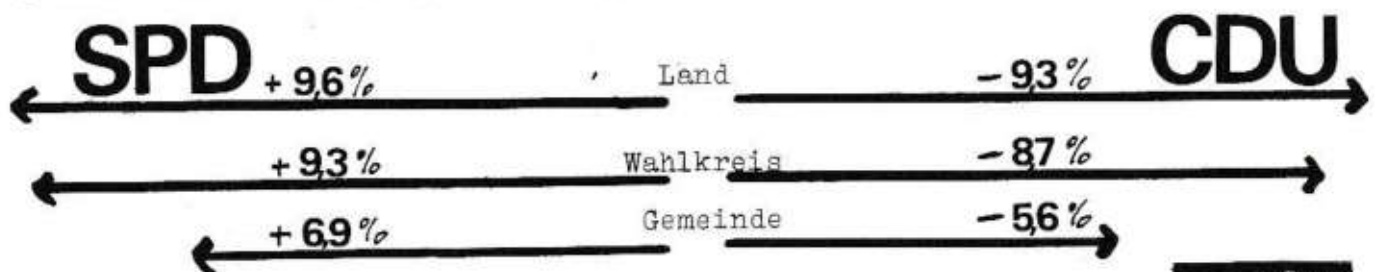 SPD + 9,6% Land - 9,3% CDU
+ 9,3% Wahlkreis - 8,7%
+ 6,9% Gemeinde - 5,6%